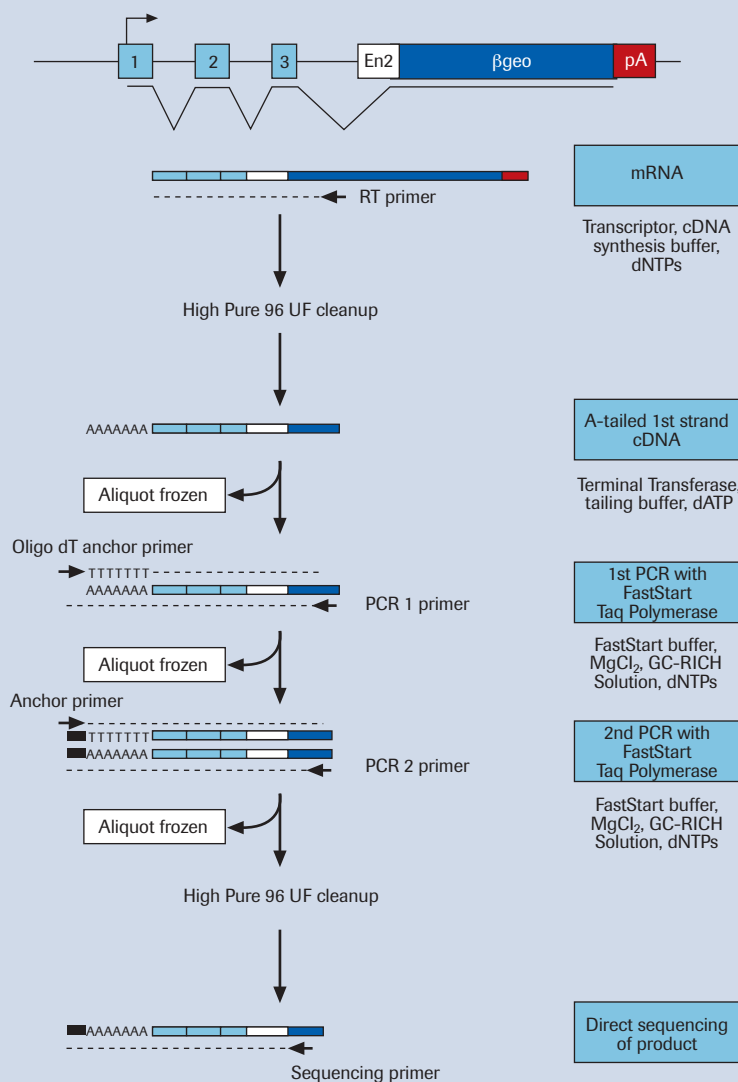 1 2 3 En2 βgeo pA
mRNA
RT primer
Transcriptor, cDNA
synthesis buffer,
dNTPs
High Pure 96 UF cleanup
AAAAAAA
A-tailed 1st strand
cDNA
Aliquot frozen
Terminal Transferase,
tailing buffer, dATP
Oligo dT anchor primer
TTTTTTT
AAAAAAA
PCR 1 primer
1st PCR with
FastStart
Taq Polymerase
Aliquot frozen
FastStart buffer,
MgCl₂, GC-RICH
Solution, dNTPs
Anchor primer
TTTTTTT
AAAAAAA
PCR 2 primer
2nd PCR with
FastStart
Taq Polymerase
Aliquot frozen
FastStart buffer,
MgCl₂, GC-RICH
Solution, dNTPs
High Pure 96 UF cleanup
AAAAAAA
Direct sequencing
of product
Sequencing primer